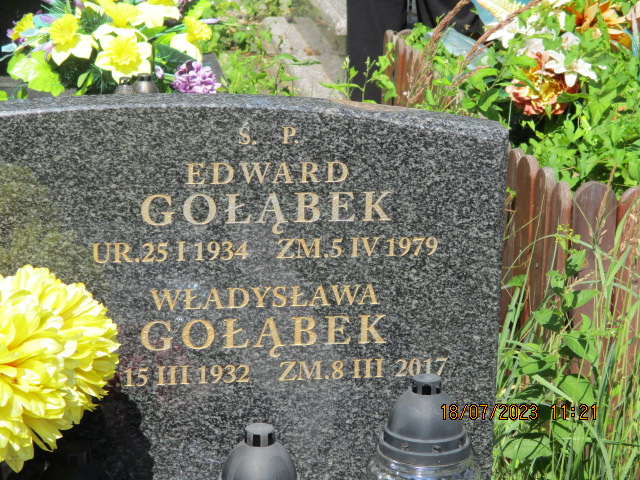 Ś. P.
EDWARD
GOŁĄBEK
UR.25 I 1934 ZM.5 IV 1979
WŁADYSŁAWA
GOŁĄBEK
15 III 1932 ZM.8 III 2017
18/07/2023 11:21